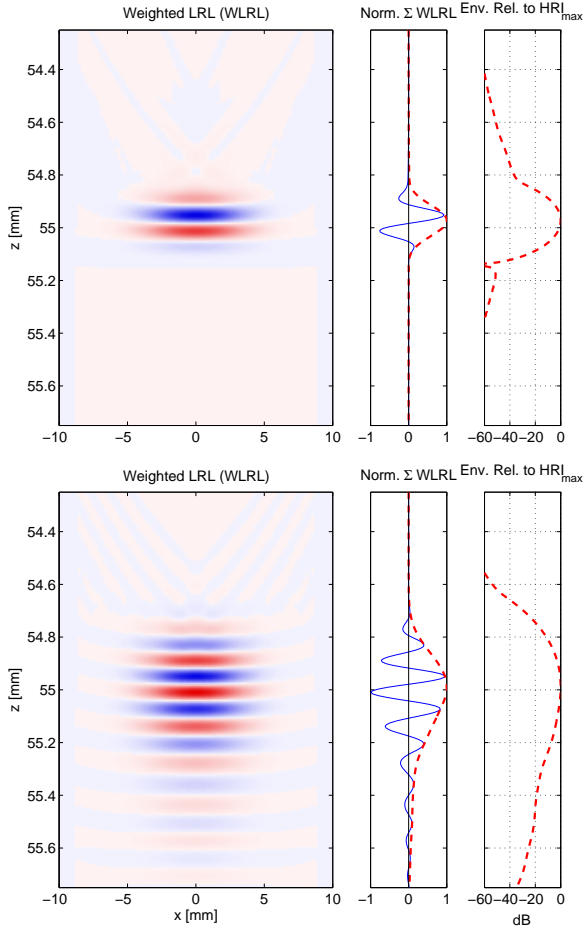 Weighted LRL (WLRL)
Norm. Σ WLRL
Env. Rel. to HRI_max
z [mm]
54.4
54.6
54.8
55
55.2
55.4
55.6
−10 −5 0 5 10
−1 0 1
−60 −40 −20 0
Weighted LRL (WLRL)
Norm. Σ WLRL
Env. Rel. to HRI_max
z [mm]
54.4
54.6
54.8
55
55.2
55.4
55.6
−10 −5 0 5 10
−1 0 1
−60 −40 −20 0
x [mm]
dB